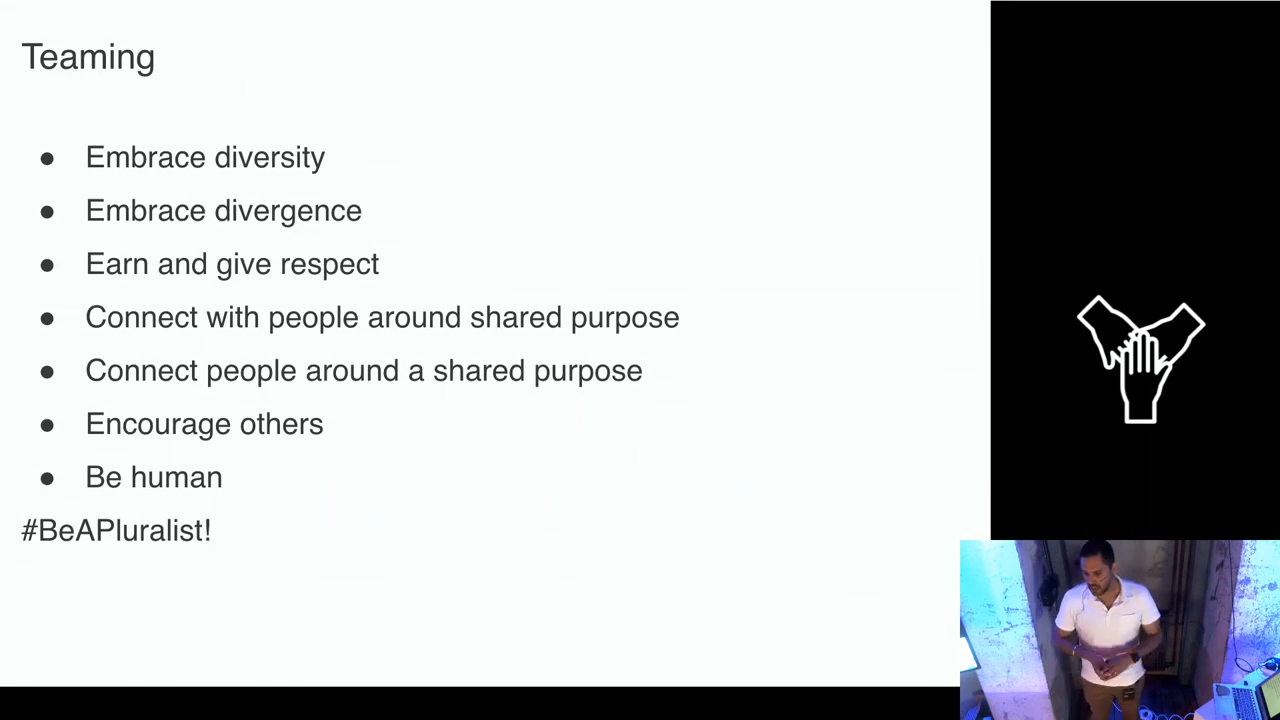 Teaming
● Embrace diversity
● Embrace divergence
● Earn and give respect
● Connect with people around shared purpose
● Connect people around a shared purpose
● Encourage others
● Be human
#BeAPluralist!